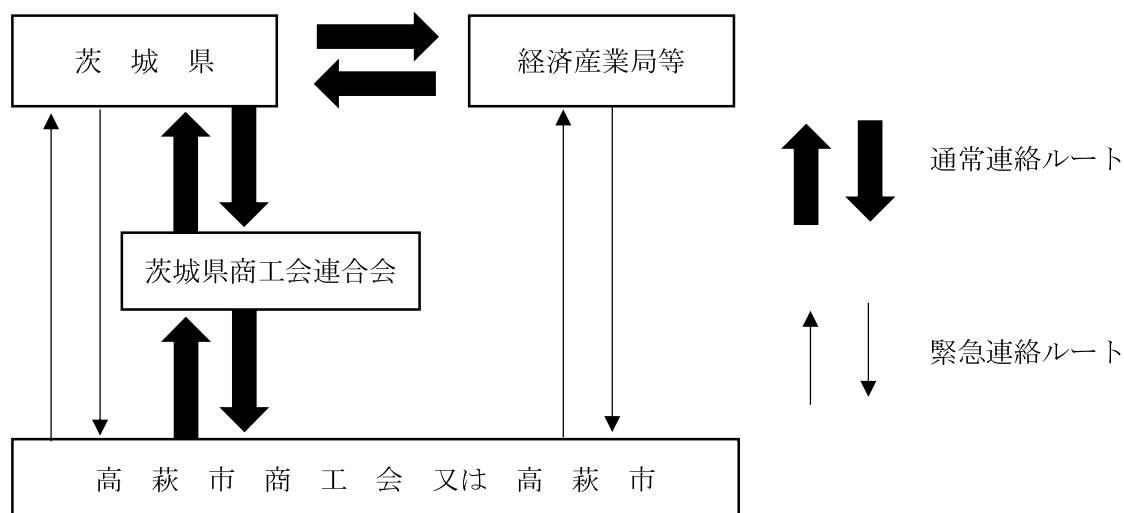 茨　城　県
経済産業局等
通常連絡ルート
茨城県商工会連合会
緊急連絡ルート
高　萩　市　商　工　会　又は　高　萩　市